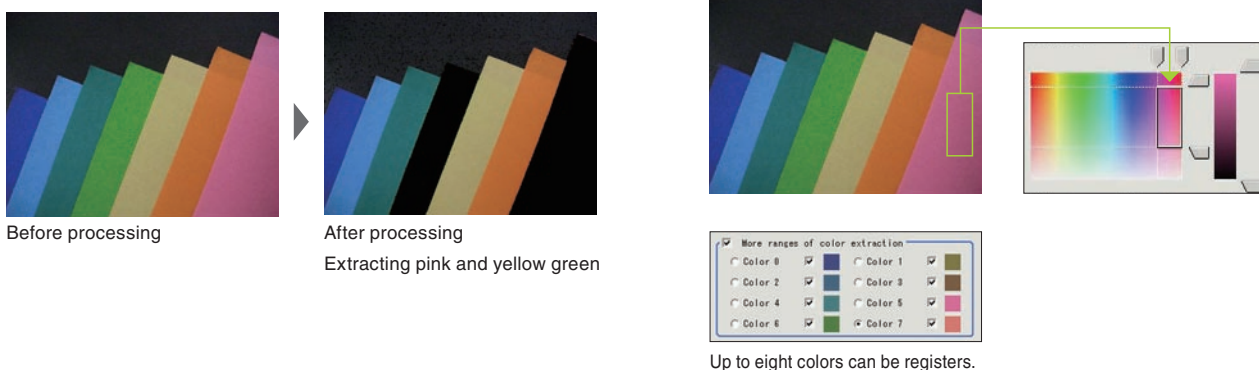 Before processing
After processing
Extracting pink and yellow green
More ranges of color extraction
Color 0 Color 1
Color 2 Color 3
Color 4 Color 5
Color 6 Color 7
Up to eight colors can be registers.